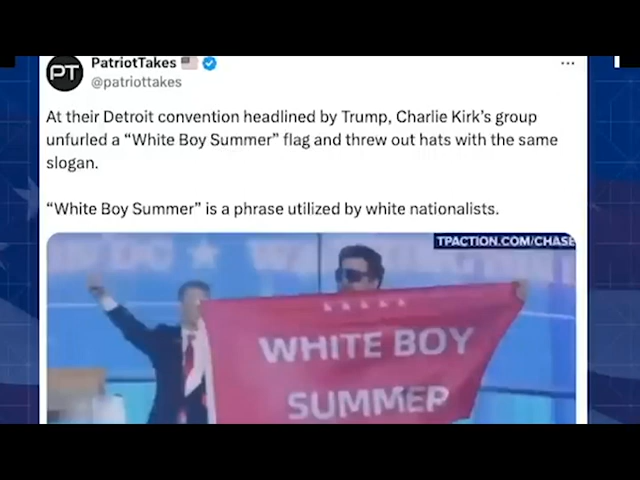 PT
PatriotTakes
@patriottakes
At their Detroit convention headlined by Trump, Charlie Kirk's group
unfurled a “White Boy Summer” flag and threw out hats with the same
slogan.
“White Boy Summer” is a phrase utilized by white nationalists.
TPACTION.COM/CHASE
WHITE BOY
SUMMER